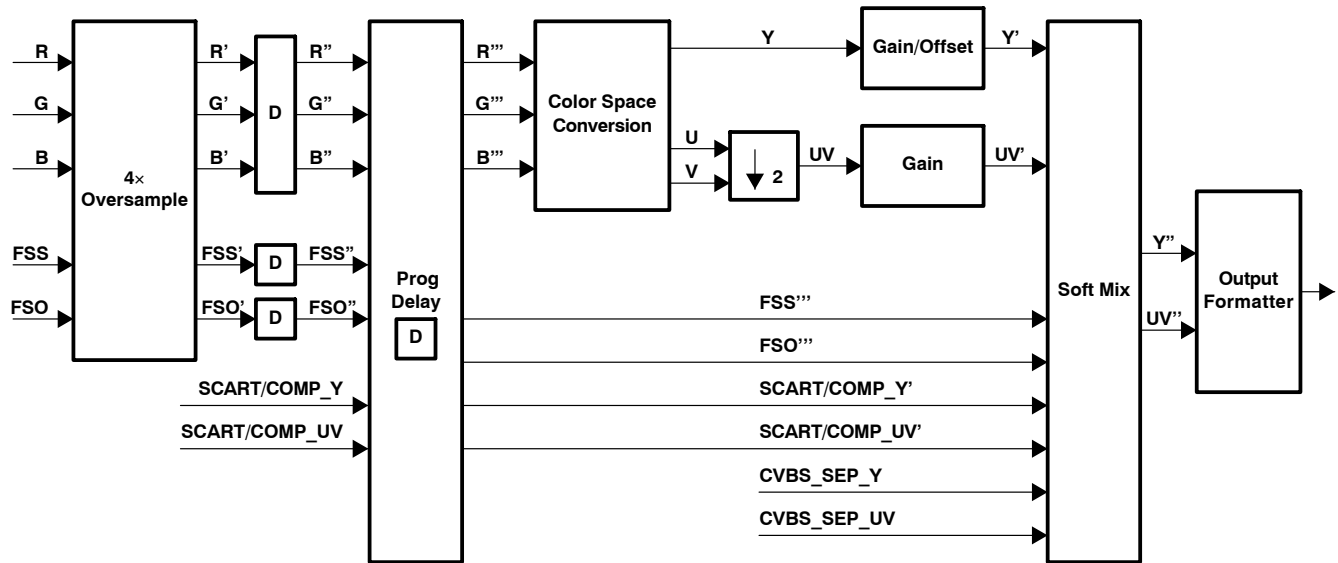 R
G
B
FSS
FSO
4×
Oversample
R’
G’
B’
FSS’
FSO’
D
D
D
R”
G”
B”
FSS”
FSO”
SCART/COMP_Y
SCART/COMP_UV
Prog
Delay
D
R’”
G’”
B’”
Color Space
Conversion
Y
U
V
2
UV
Gain/Offset
Gain
Y’
UV’
FSS’”
FSO’”
SCART/COMP_Y’
SCART/COMP_UV’
CVBS_SEP_Y
CVBS_SEP_UV
Soft Mix
Y”
UV’’
Output
Formatter